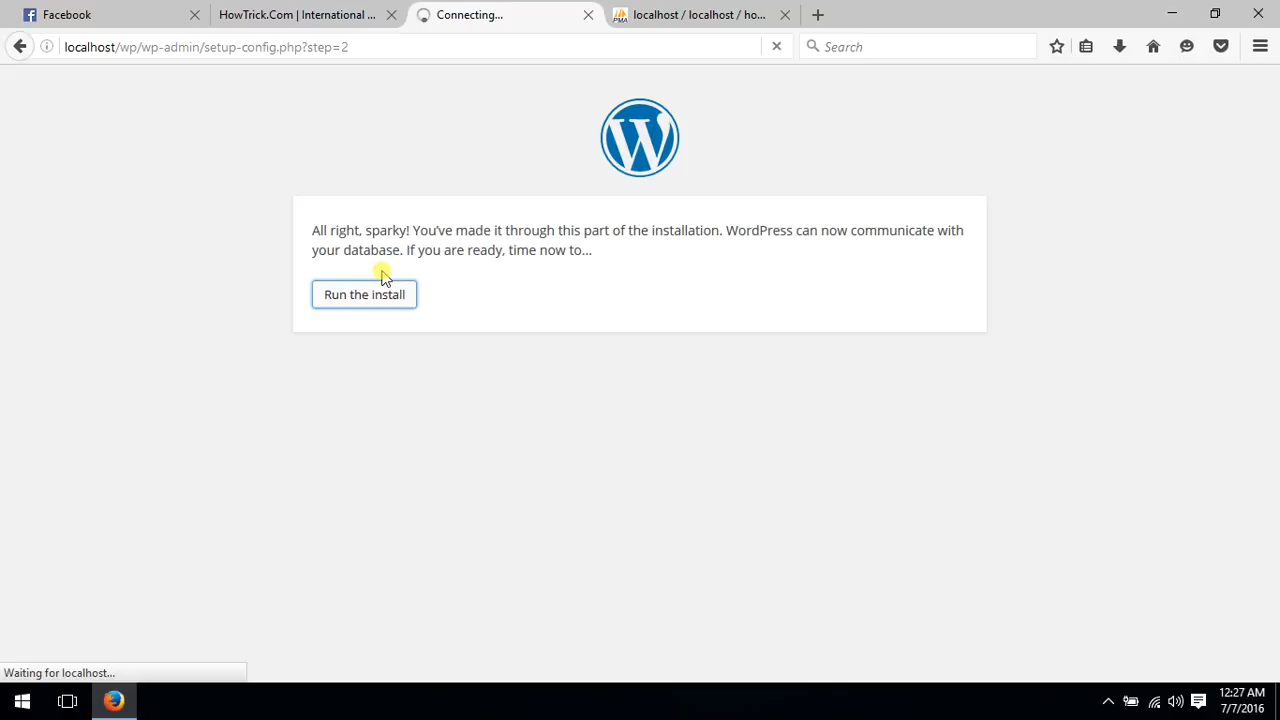 Facebook
HowTrick.Com | International ...
Connecting...
localhost / localhost / ho...
localhost/wp/wp-admin/setup-config.php?step=2
Search
All right, sparky! You've made it through this part of the installation. WordPress can now communicate with
your database. If you are ready, time now to...
Run the install
Waiting for localhost...
12:27 AM
7/7/2016